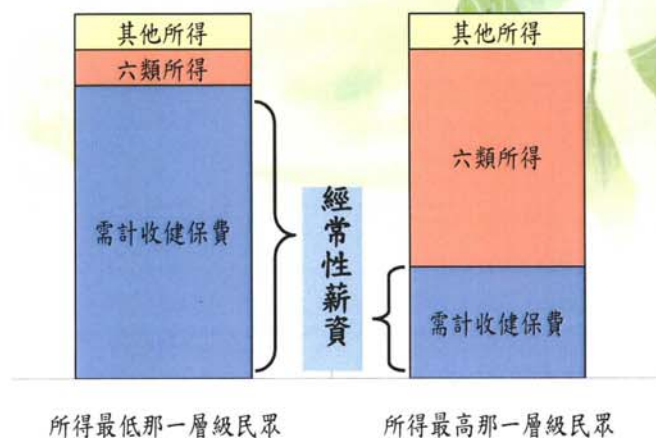 其他所得
六類所得
需計收健保費
經常性薪資
其他所得
六類所得
需計收健保費
所得最低那一層級民眾
所得最高那一層級民眾